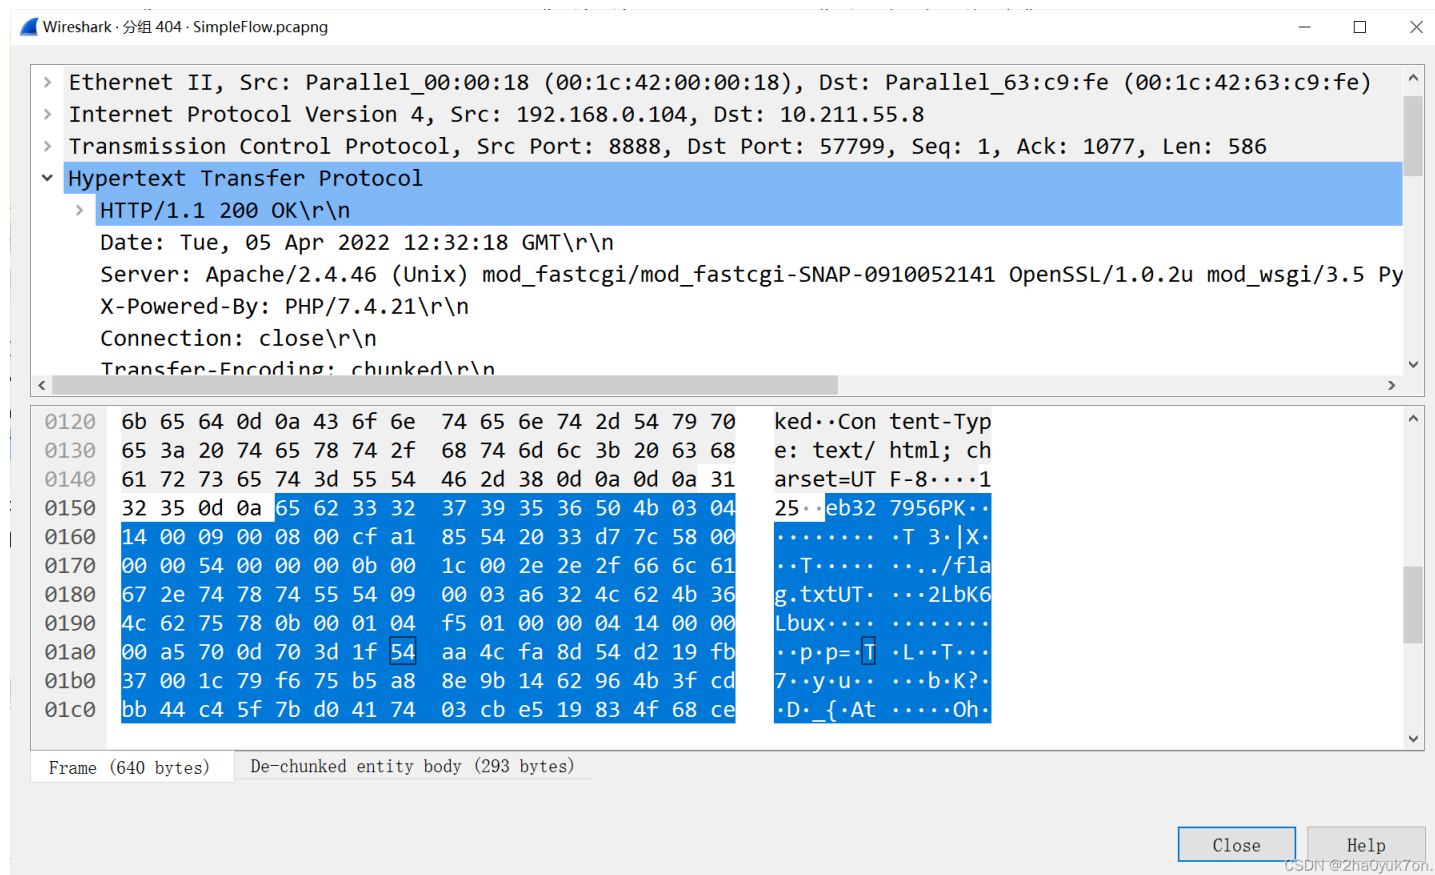 Wireshark · 分组 404 · SimpleFlow.pcapng
Ethernet II, Src: Parallel_00:00:18 (00:1c:42:00:00:18), Dst: Parallel_63:c9:fe (00:1c:42:63:c9:fe)
Internet Protocol Version 4, Src: 192.168.0.104, Dst: 10.211.55.8
Transmission Control Protocol, Src Port: 8888, Dst Port: 57799, Seq: 1, Ack: 1077, Len: 586
Hypertext Transfer Protocol
HTTP/1.1 200 OK\r\n
Date: Tue, 05 Apr 2022 12:32:18 GMT\r\n
Server: Apache/2.4.46 (Unix) mod_fastcgi/mod_fastcgi-SNAP-0910052141 OpenSSL/1.0.2u mod_wsgi/3.5 Py
X-Powered-By: PHP/7.4.21\r\n
Connection: close\r\n
Transfer-Encoding: chunked\r\n
0120 6b 65 64 0d 0a 43 6f 6e 74 65 6e 74 2d 54 79 70 ked··Con tent-Typ
0130 65 3a 20 74 65 78 74 2f 68 74 6d 6c 3b 20 63 68 e: text/ html; ch
0140 61 72 73 65 74 3d 55 54 46 2d 38 0d 0a 0d 0a 31 arset=UT F-8····1
0150 32 35 0d 0a 65 62 33 32 37 39 35 36 50 4b 03 04 25··eb32 7956PK··
0160 14 00 09 00 08 00 cf a1 85 54 20 33 d7 7c 58 00 ········ ·T 3·|X·
0170 00 00 54 00 00 00 0b 00 1c 00 2e 2e 2f 66 6c 61 ··T····· ··../fla
0180 67 2e 74 78 74 55 54 09 00 03 a6 32 4c 62 4b 36 g.txtUT· ···2LbK6
0190 4c 62 75 78 0b 00 01 04 f5 01 00 00 04 14 00 00 Lbux···· ········
01a0 00 a5 70 0d 70 3d 1f 54 aa 4c fa 8d 54 d2 19 fb ··p·p=·T ·L··T···
01b0 37 00 1c 79 f6 75 b5 a8 8e 9b 14 62 96 4b 3f cd 7··y·u·· ···b·K?·
01c0 bb 44 c4 5f 7b d0 41 74 03 cb e5 19 83 4f 68 ce ·D·_{·At ·····Oh·
Frame (640 bytes) De-chunked entity body (293 bytes)
Close Help
CSDN @2ha0yuk7on.